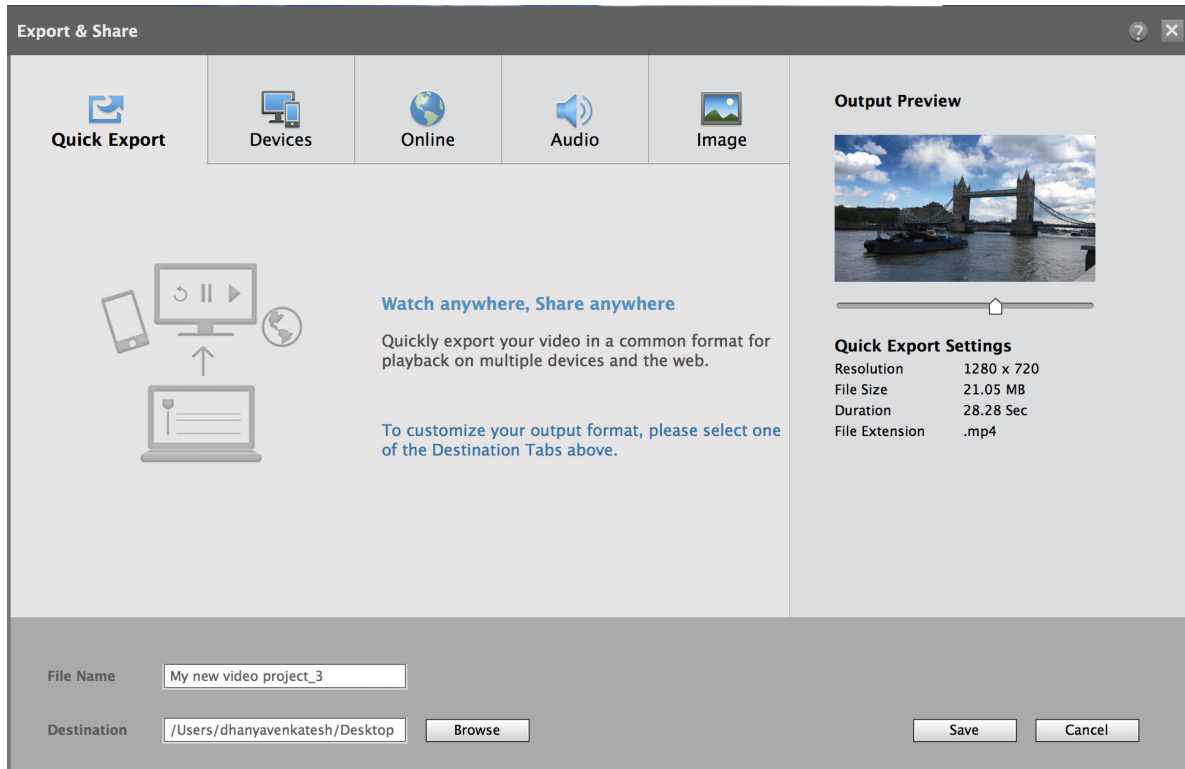 Export & Share
?
Quick Export
Devices
Online
Audio
Image
Watch anywhere, Share anywhere
Quickly export your video in a common format for
playback on multiple devices and the web.
To customize your output format, please select one
of the Destination Tabs above.
Output Preview
Quick Export Settings
Resolution 1280 x 720
File Size 21.05 MB
Duration 28.28 Sec
File Extension .mp4
File Name My new video project_3
Destination /Users/dhanyavenkatesh/Desktop Browse
Save Cancel